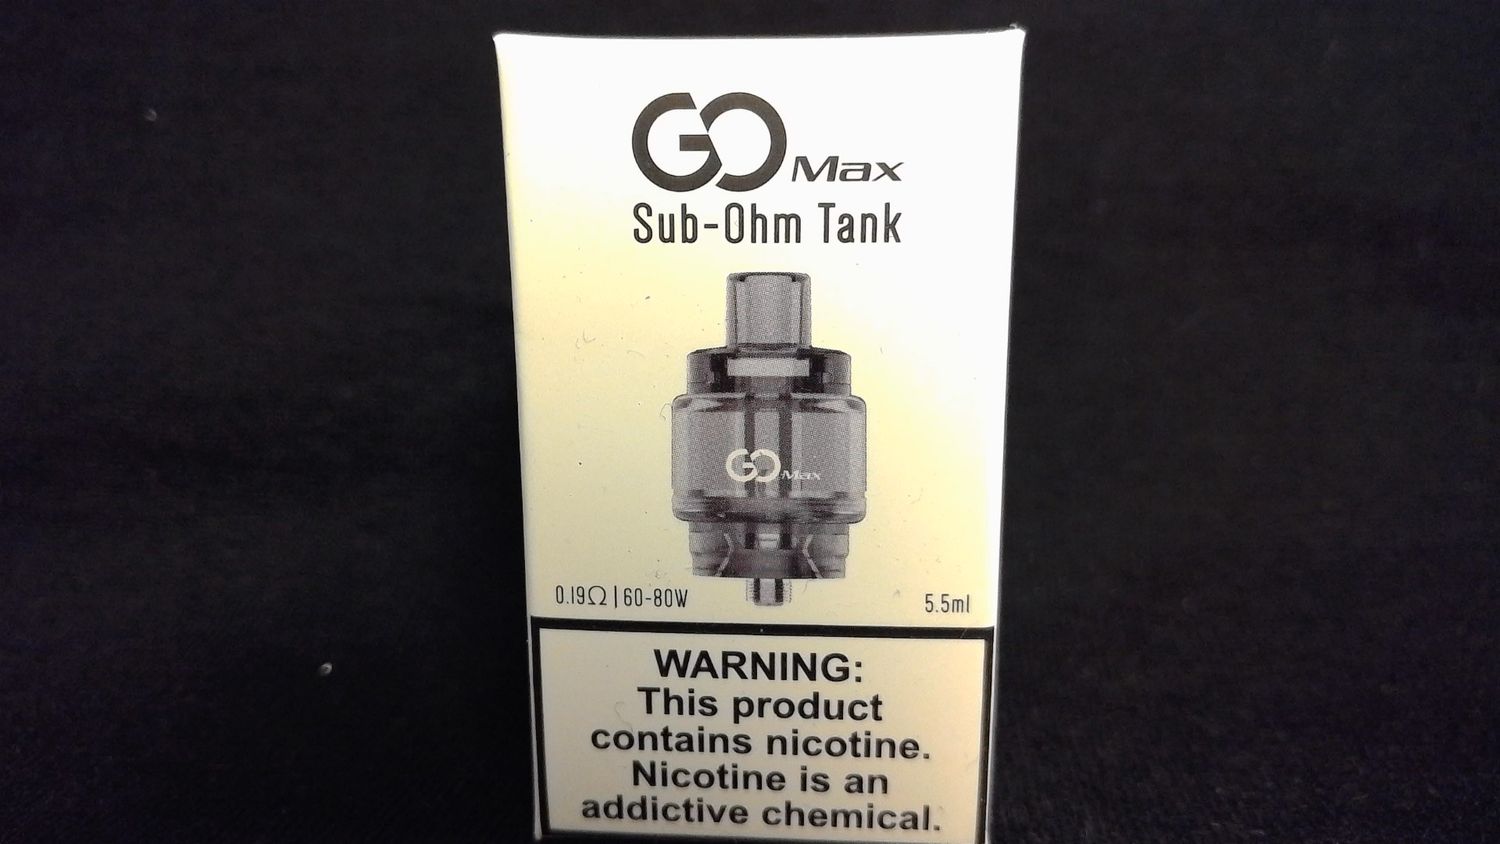 GO Max
Sub-Ohm Tank
GO Max
0.19Ω | 60-80W
5.5ml
WARNING:
This product
contains nicotine.
Nicotine is an
addictive chemical.